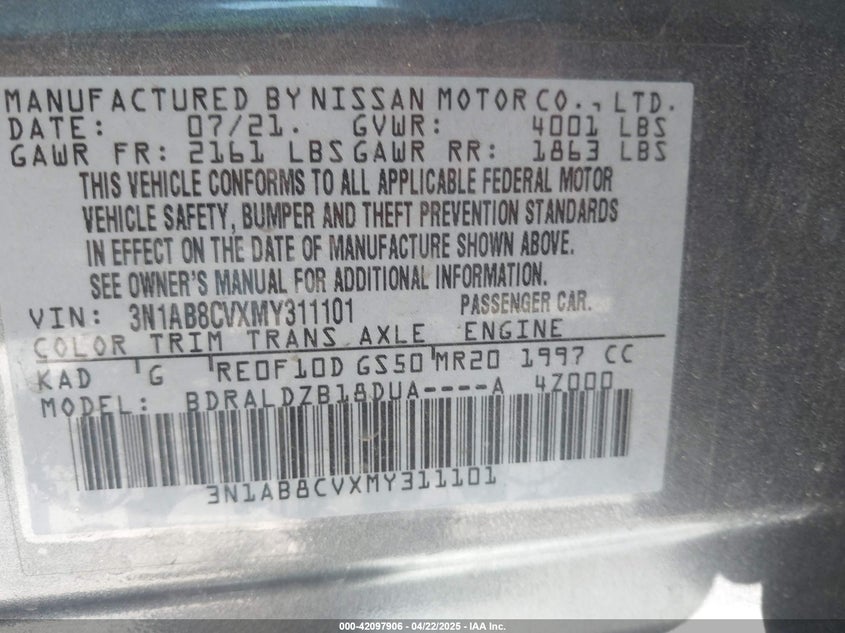 MANUFACTURED BY NISSAN MOTOR CO., LTD.
DATE: 07/21. GVWR: 4001 LBS
GAWR FR: 2161 LBS GAWR RR: 1863 LBS
THIS VEHICLE CONFORMS TO ALL APPLICABLE FEDERAL MOTOR
VEHICLE SAFETY, BUMPER AND THEFT PREVENTION STANDARDS
IN EFFECT ON THE DATE OF MANUFACTURE SHOWN ABOVE.
SEE OWNER'S MANUAL FOR ADDITIONAL INFORMATION.
VIN: 3N1AB8CVXMY311101 PASSENGER CAR.
COLOR TRIM TRANS AXLE ENGINE
KAD G RE0F10D GS50 MR20 1997 CC
MODEL: BDRALDZB18DUA----A 4Z000
3N1AB8CVXMY311101
000-42097906 - 04/22/2025 - IAA Inc.